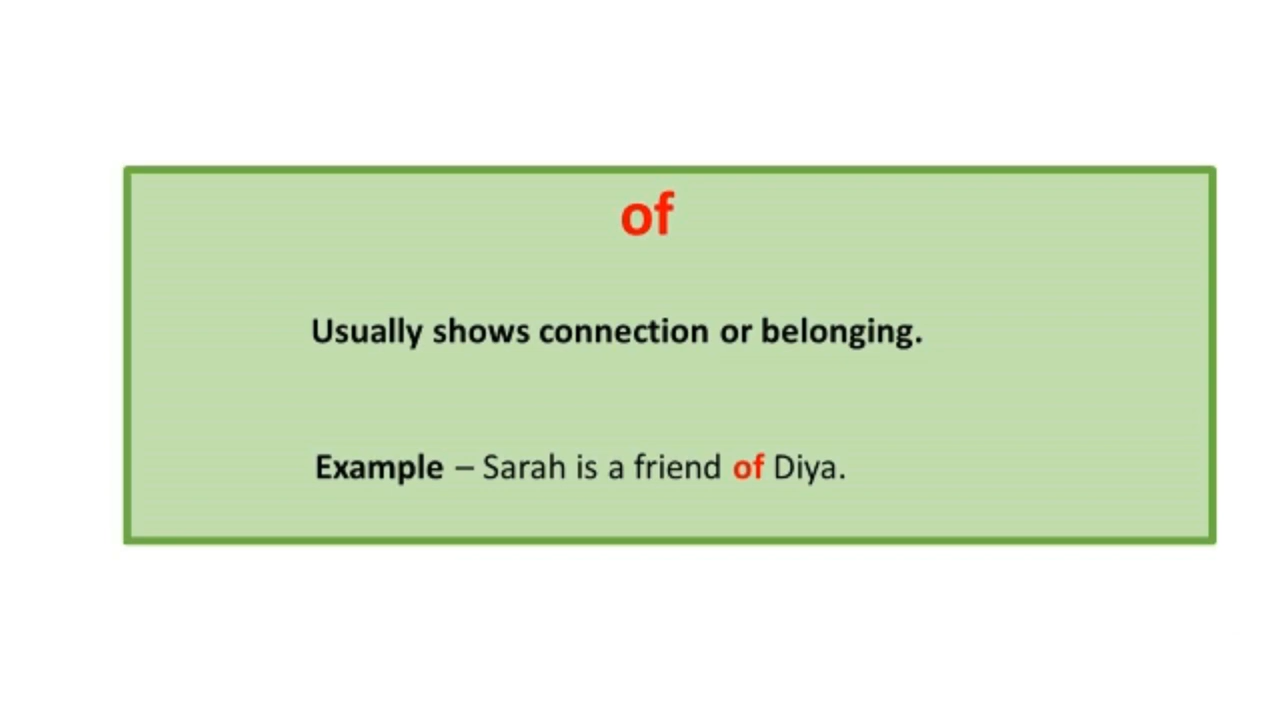 of
Usually shows connection or belonging.
Example – Sarah is a friend of Diya.